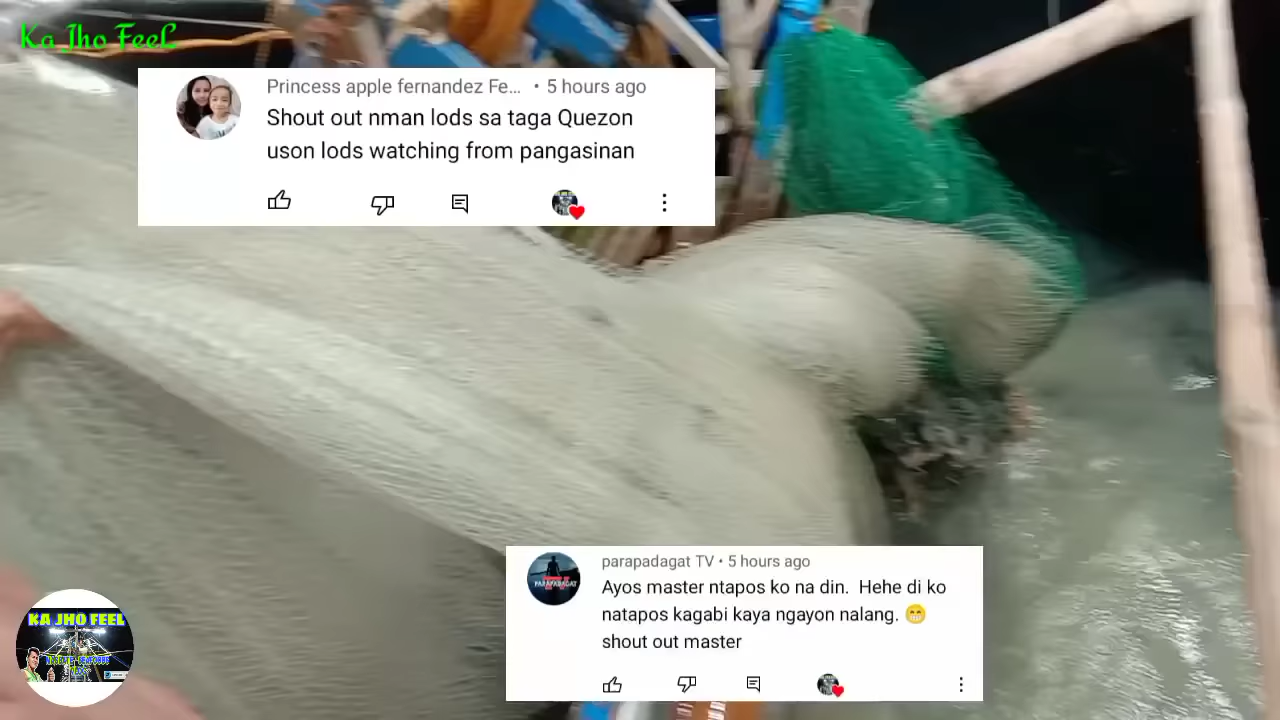 Ka Jho FeeL
Princess apple fernandez Fe... • 5 hours ago
Shout out nman lods sa taga Quezon
uson lods watching from pangasinan
parapadagat TV • 5 hours ago
PARAPADAGAT
Ayos master ntapos ko na din. Hehe di ko
natapos kagabi kaya ngayon nalang. 😁
shout out master
KA JHO FEEL